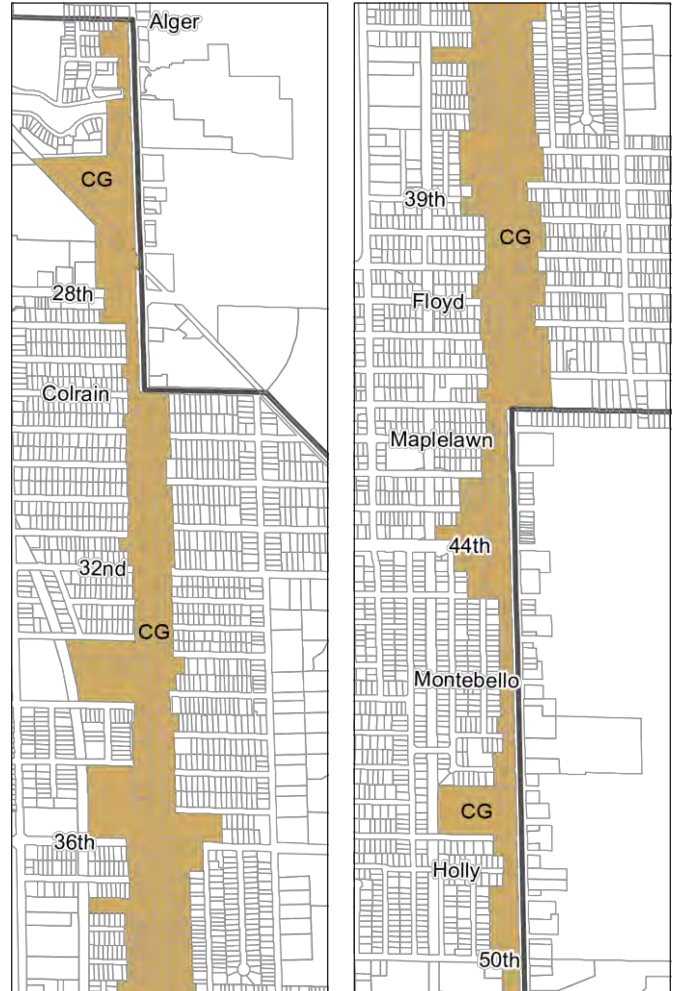 Alger
CG
28th
Colrain
32nd
CG
36th
39th
CG
Floyd
Maplelawn
44th
Montebello
CG
Holly
50th